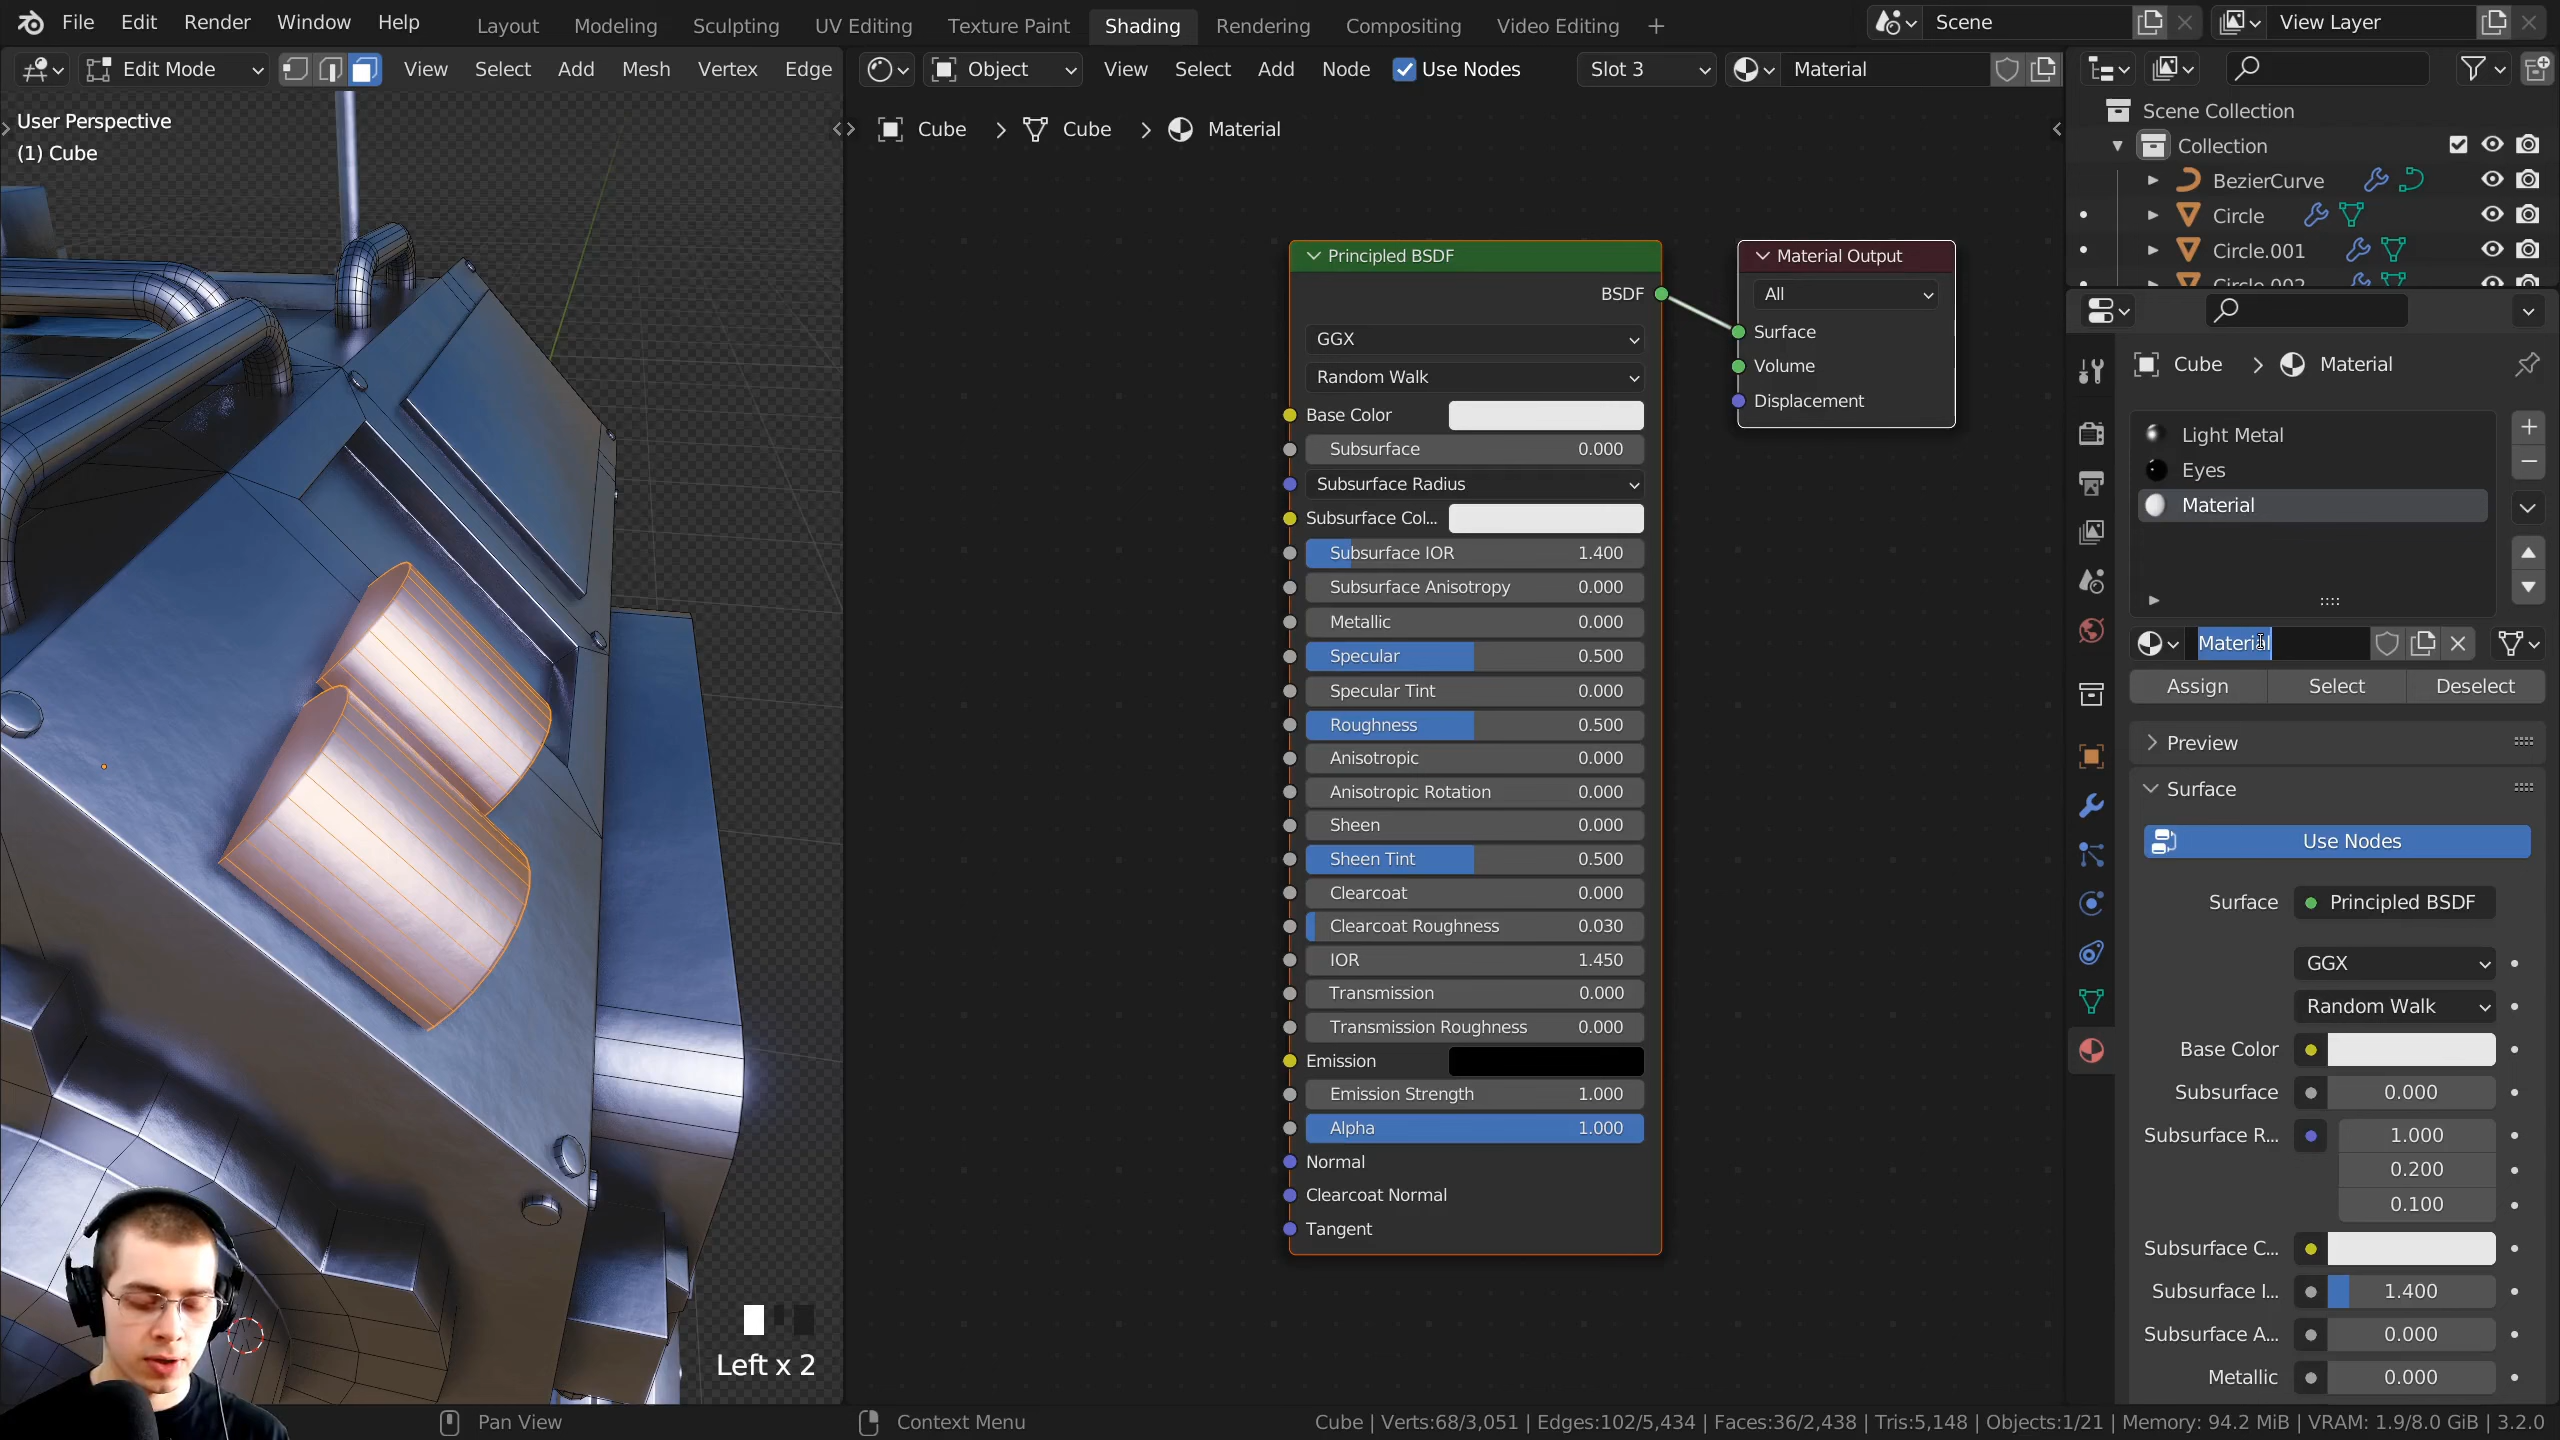 File Edit Render Window Help Layout Modeling Sculpting UV Editing Texture Paint Shading Rendering Compositing Video Editing + Scene View Layer
Edit Mode View Select Add Mesh Vertex Edge Object View Select Add Node Use Nodes Slot 3 Material
User Perspective
(1) Cube
Cube > Cube > Material
Scene Collection
Collection
BezierCurve
Circle
Circle.001
Circle.002
Principled BSDF
BSDF
GGX
Random Walk
Base Color
Subsurface 0.000
Subsurface Radius
Subsurface Col...
Subsurface IOR 1.400
Subsurface Anisotropy 0.000
Metallic 0.000
Specular 0.500
Specular Tint 0.000
Roughness 0.500
Anisotropic 0.000
Anisotropic Rotation 0.000
Sheen 0.000
Sheen Tint 0.500
Clearcoat 0.000
Clearcoat Roughness 0.030
IOR 1.450
Transmission 0.000
Transmission Roughness 0.000
Emission
Emission Strength 1.000
Alpha 1.000
Normal
Clearcoat Normal
Tangent
Material Output
All
Surface
Volume
Displacement
Cube > Material
Light Metal
Eyes
Material
Material
Assign Select Deselect
Preview
Surface
Use Nodes
Surface Principled BSDF
GGX
Random Walk
Base Color
Subsurface 0.000
Subsurface R... 1.000
0.200
0.100
Subsurface C...
Subsurface I... 1.400
Subsurface A... 0.000
Metallic 0.000
Left x 2
Pan View Context Menu Cube | Verts:68/3,051 | Edges:102/5,434 | Faces:36/2,438 | Tris:5,148 | Objects:1/21 | Memory: 94.2 MiB | VRAM: 1.9/8.0 GiB | 3.2.0